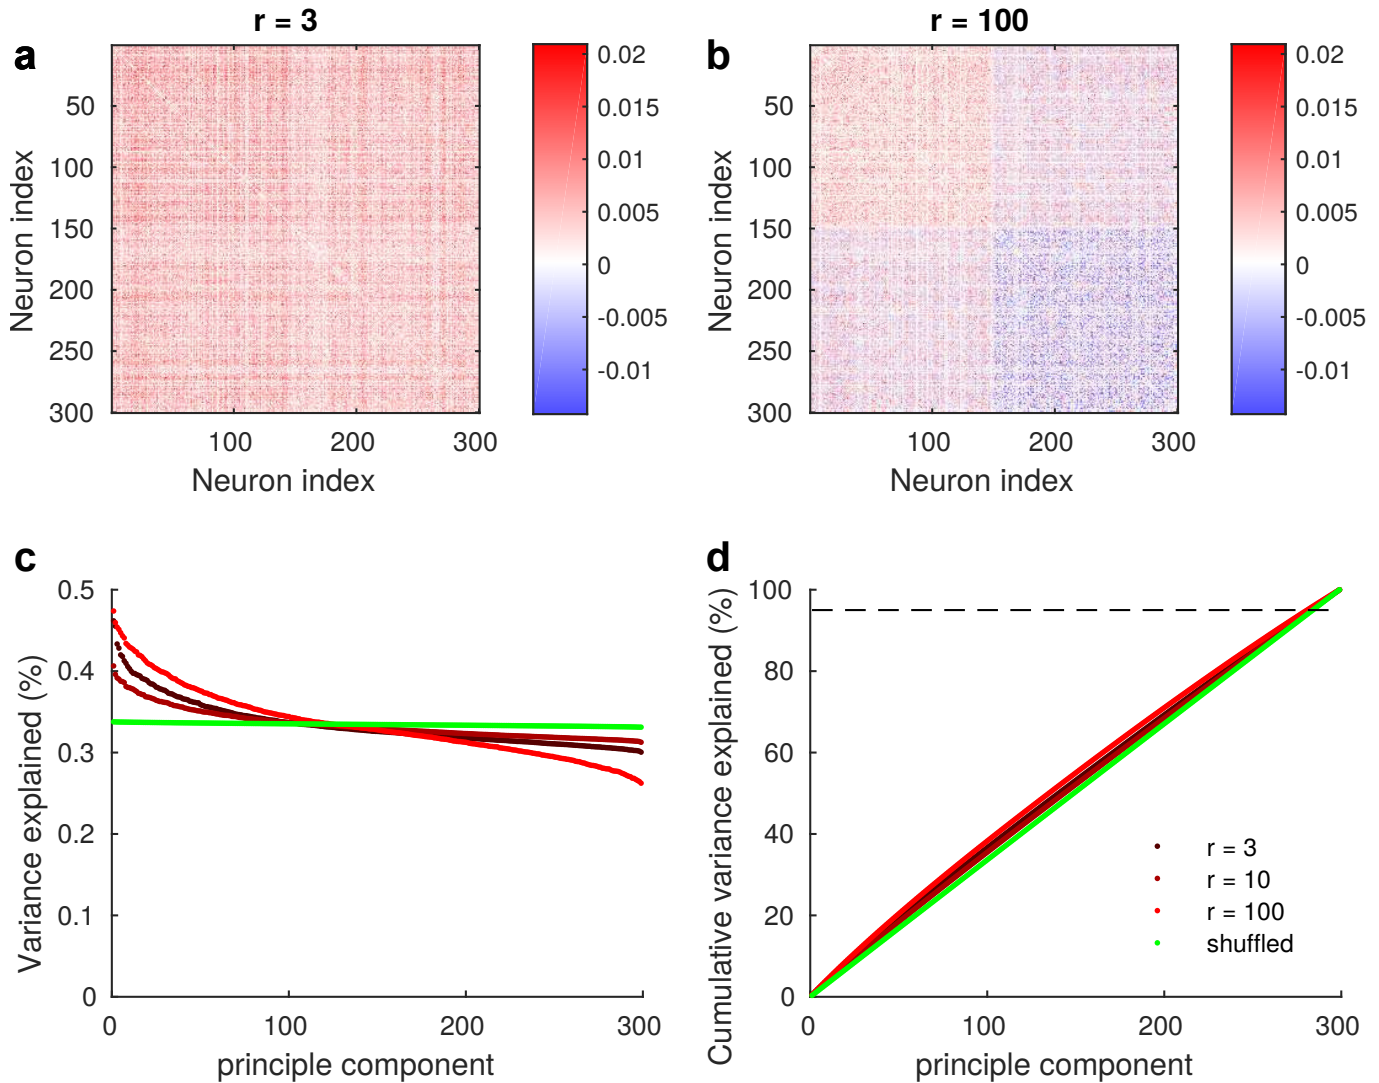 r = 3
r = 100
a
b
0.02
0.015
0.01
0.005
0
-0.005
-0.01
50
100
150
200
250
300
Neuron index
100
200
300
Neuron index
0.02
0.015
0.01
0.005
0
-0.005
-0.01
50
100
150
200
250
300
Neuron index
100
200
300
Neuron index
c
d
0.5
0.4
0.3
0.2
0.1
0
Variance explained (%)
0
100
200
300
principle component
100
80
60
40
20
0
Cumulative variance explained (%)
r = 3
r = 10
r = 100
shuffled
0
100
200
300
principle component